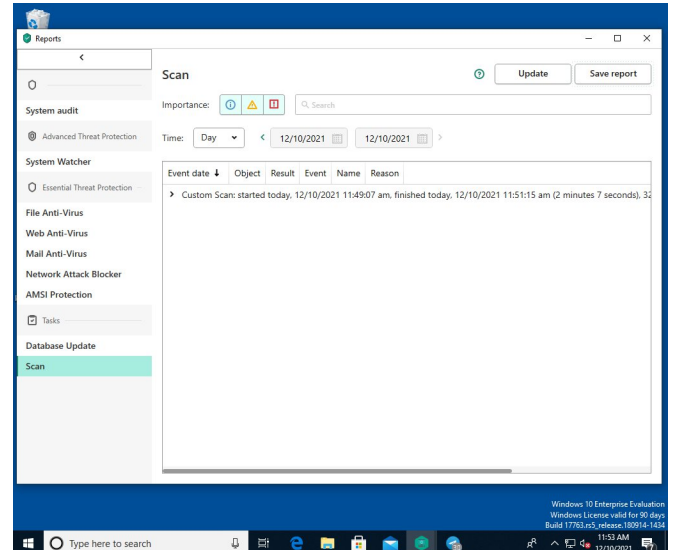 Reports
Scan
Update
Save report
Importance:
Search
System audit
Time:
Day
12/10/2021
12/10/2021
Advanced Threat Protection
System Watcher
Event date
Object
Result
Event
Name
Reason
Essential Threat Protection
Custom Scan: started today, 12/10/2021 11:49:07 am, finished today, 12/10/2021 11:51:15 am (2 minutes 7 seconds), 32
File Anti-Virus
Web Anti-Virus
Mail Anti-Virus
Network Attack Blocker
AMSI Protection
Tasks
Database Update
Scan
Windows 10 Enterprise Evaluation
Windows License valid for 90 days
Build 17763.rs5_release.180914-1434
Type here to search
11:53 AM
12/10/2021